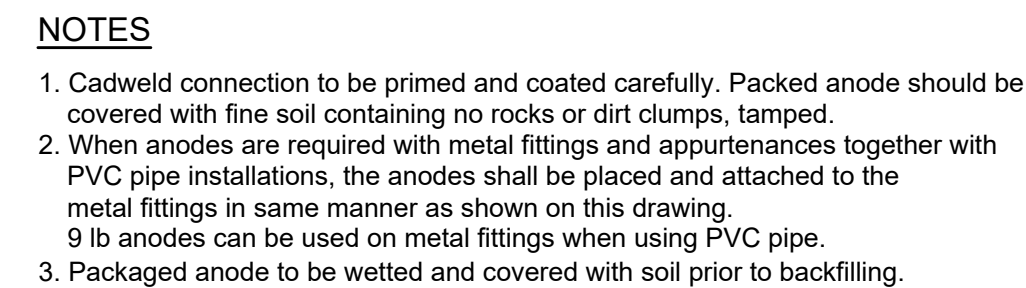 NOTES
1. Cadweld connection to be primed and coated carefully. Packed anode should be
covered with fine soil containing no rocks or dirt clumps, tamped.
2. When anodes are required with metal fittings and appurtenances together with
PVC pipe installations, the anodes shall be placed and attached to the
metal fittings in same manner as shown on this drawing.
9 lb anodes can be used on metal fittings when using PVC pipe.
3. Packaged anode to be wetted and covered with soil prior to backfilling.